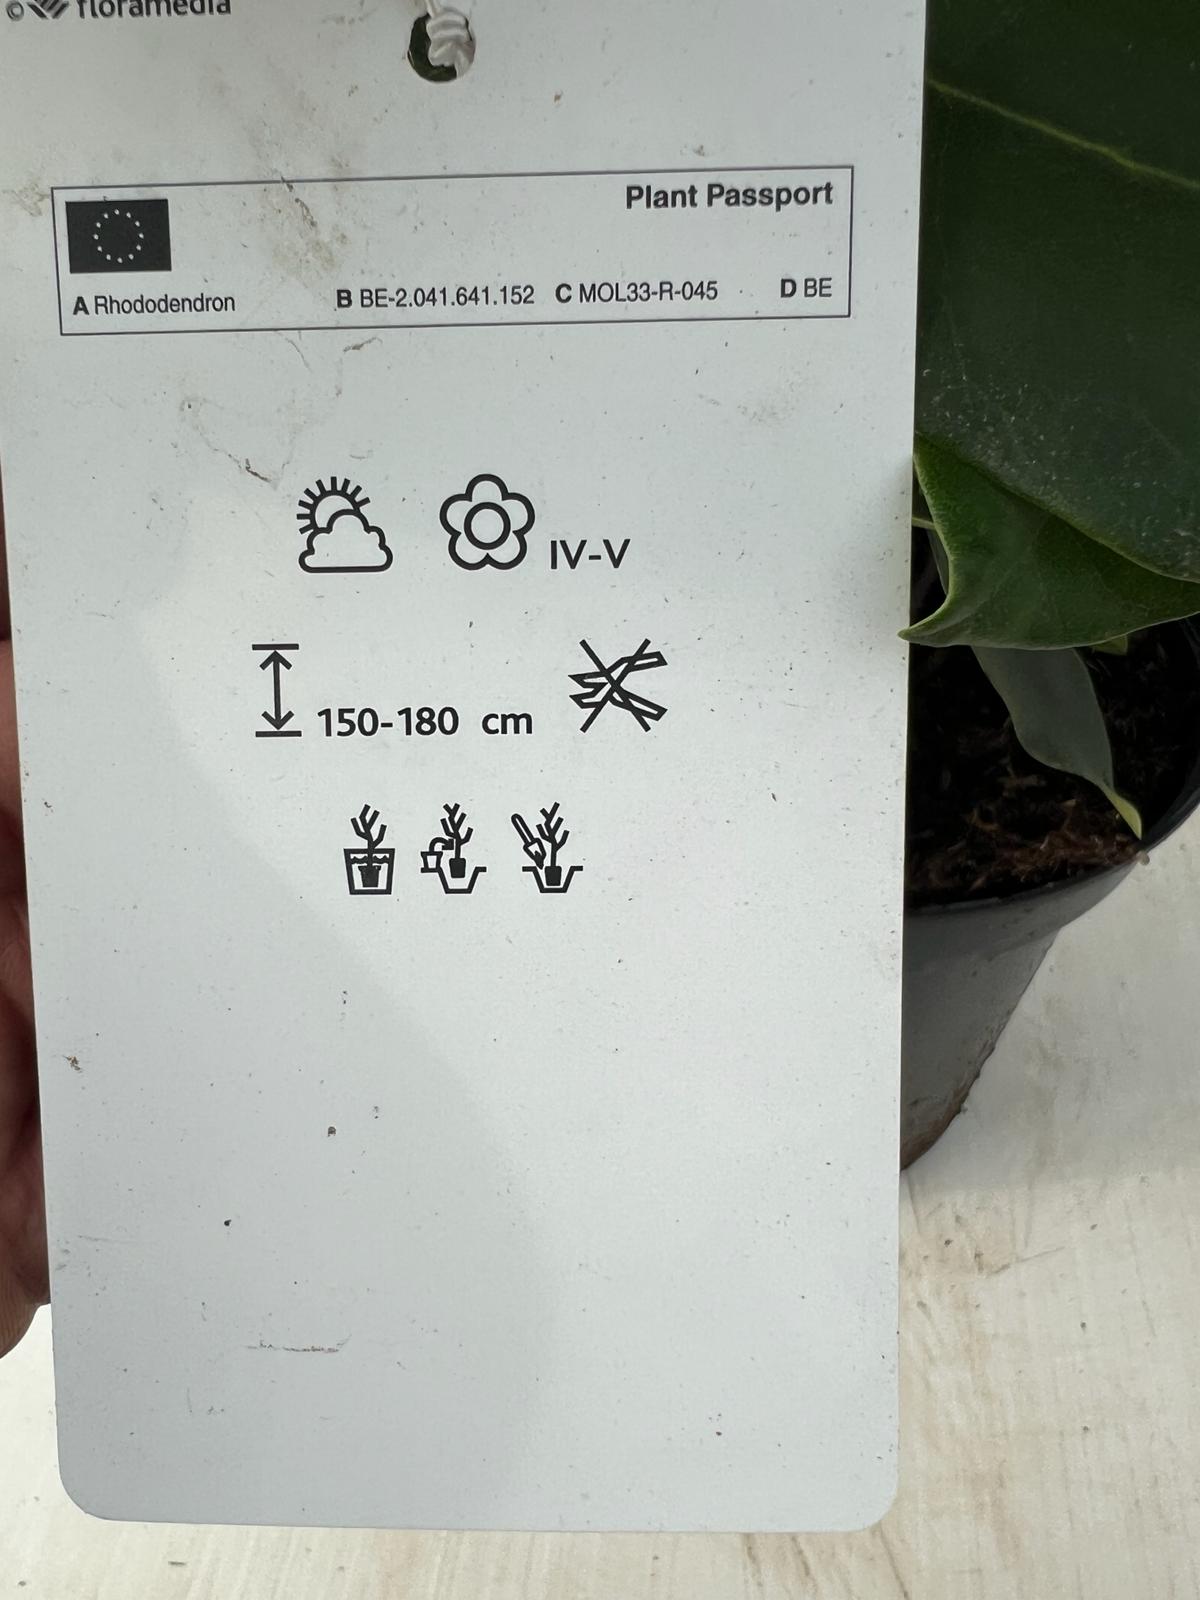 © floramedia
Plant Passport
A Rhododendron B BE-2.041.641.152 C MOL33-R-045 D BE
IV-V
150-180 cm